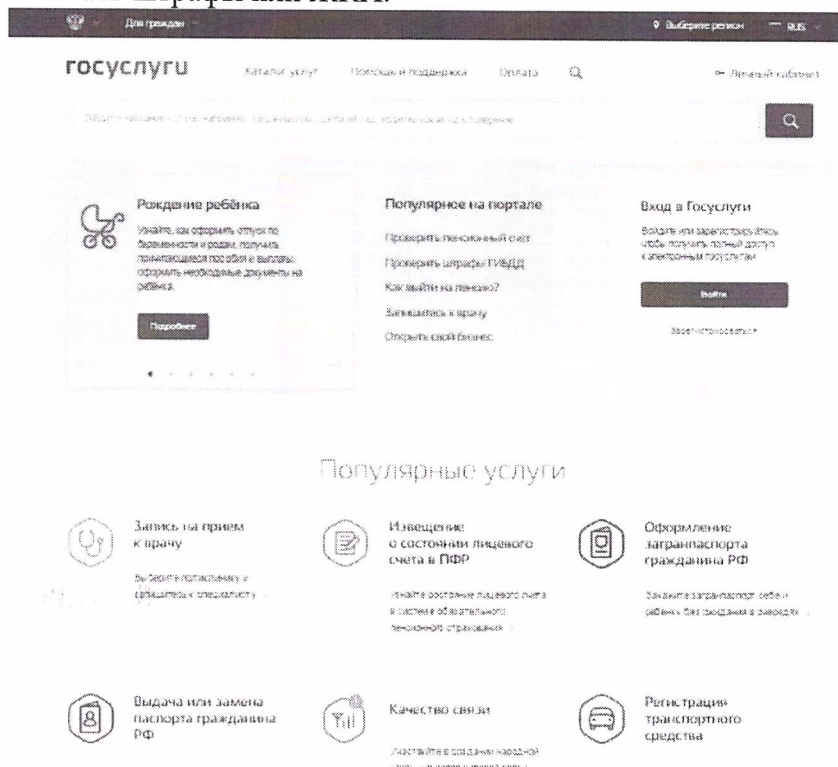 Для граждан
Выберите регион
RUS
госуслуги
Каталог услуг
Помощь и поддержка
Оплата
Личный кабинет
Рождение ребёнка
Узнайте, как оформить отпуск по
беременности и родам, получить
причитающиеся пособия и выплаты,
оформить необходимые документы на
ребёнка.
Подробнее
Популярное на портале
Проверить пенсионный счет
Проверить штрафы ГИБДД
Как выйти на пенсию?
Запишитесь к врачу
Открыть свой бизнес
Вход в Госуслуги
Войдите или зарегистрируйтесь,
чтобы получить полный доступ
к электронным госуслугам
Войти
Зарегистрироваться
Популярные услуги
Запись на прием
к врачу
Выберите поликлинику и
запишитесь к специалисту
Извещение
о состоянии лицевого
счета в ПФР
Узнайте состояние лицевого счета
в системе обязательного
пенсионного страхования
Оформление
загранпаспорта
гражданина РФ
Закажите загранпаспорт себе и
ребенку без ожидания в очередях
Выдача или замена
паспорта гражданина
РФ
Качество связи
Участвуйте в создании народной
Регистрация
транспортного
средства